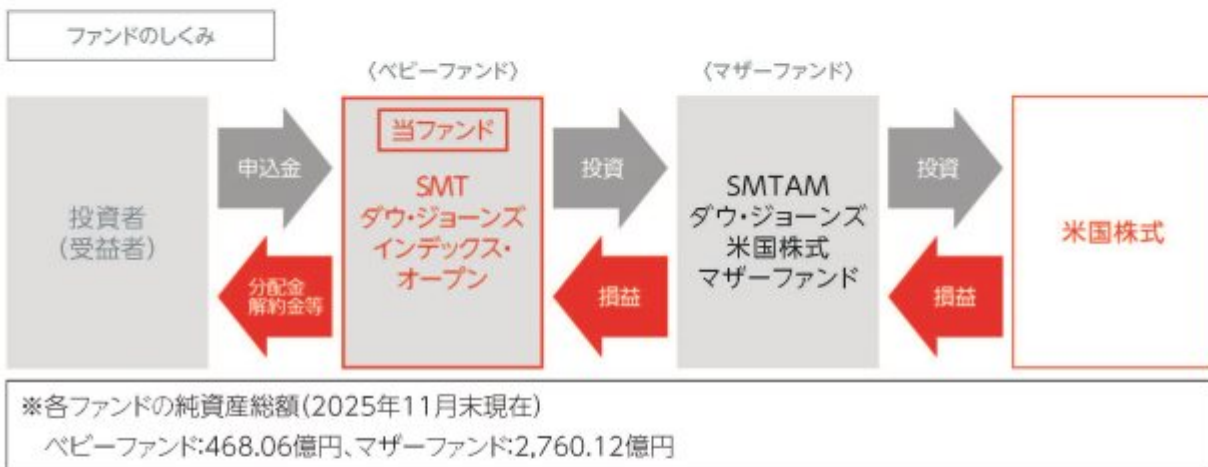 ファンドのしくみ
〈ベビーファンド〉
〈マザーファンド〉
投資者
(受益者)
申込金
分配金
解約金等
当ファンド
SMT
ダウ・ジョーンズ
インデックス・
オープン
投資
損益
SMTAM
ダウ・ジョーンズ
米国株式
マザーファンド
投資
損益
米国株式
※各ファンドの純資産総額(2025年11月末現在)
ベビーファンド:468.06億円、マザーファンド:2,760.12億円